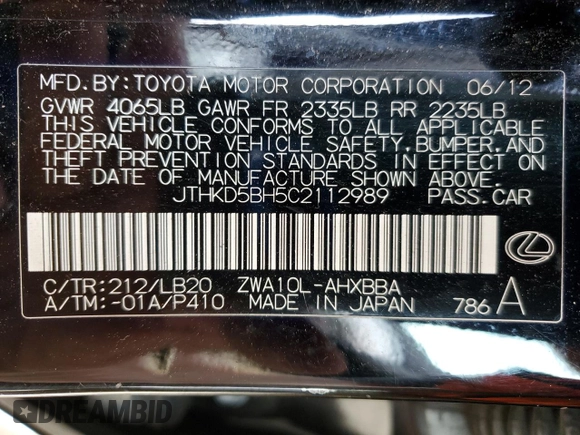 MFD.BY:TOYOTA MOTOR CORPORATION 06/12
GVWR 4065LB GAWR FR 2335LB RR 2235LB
THIS VEHICLE CONFORMS TO ALL APPLICABLE
FEDERAL MOTOR VEHICLE SAFETY,BUMPER,AND
THEFT PREVENTION STANDARDS IN EFFECT ON
THE DATE OF MANUFACTURE SHOWN ABOVE.
JTHKD5BH5C2112989 PASS.CAR
C/TR:212/LB20 ZWA10L-AHXBBA
A/TM:-01A/P410 MADE IN JAPAN 786 A
DREAMBID